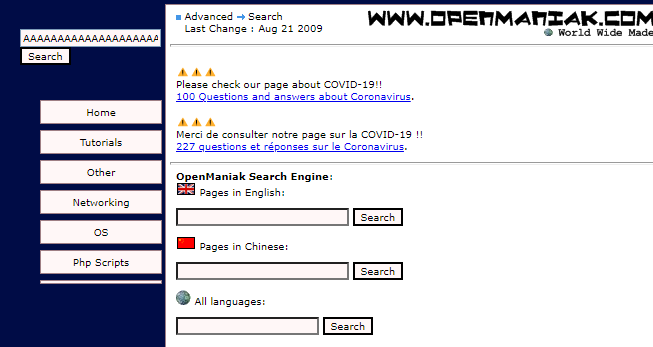 AAAAAAAAAAAAAAAAAAAA
Search
Home
Tutorials
Other
Networking
OS
Php Scripts
Advanced Search
Last Change : Aug 21 2009
WWW.OPENMANIAK.COM
World Wide Made
Please check our page about COVID-19!!
100 Questions and answers about Coronavirus.
Merci de consulter notre page sur la COVID-19 !!
227 questions et réponses sur le Coronavirus.
OpenManiak Search Engine:
Pages in English:
Search
Pages in Chinese:
Search
All languages:
Search